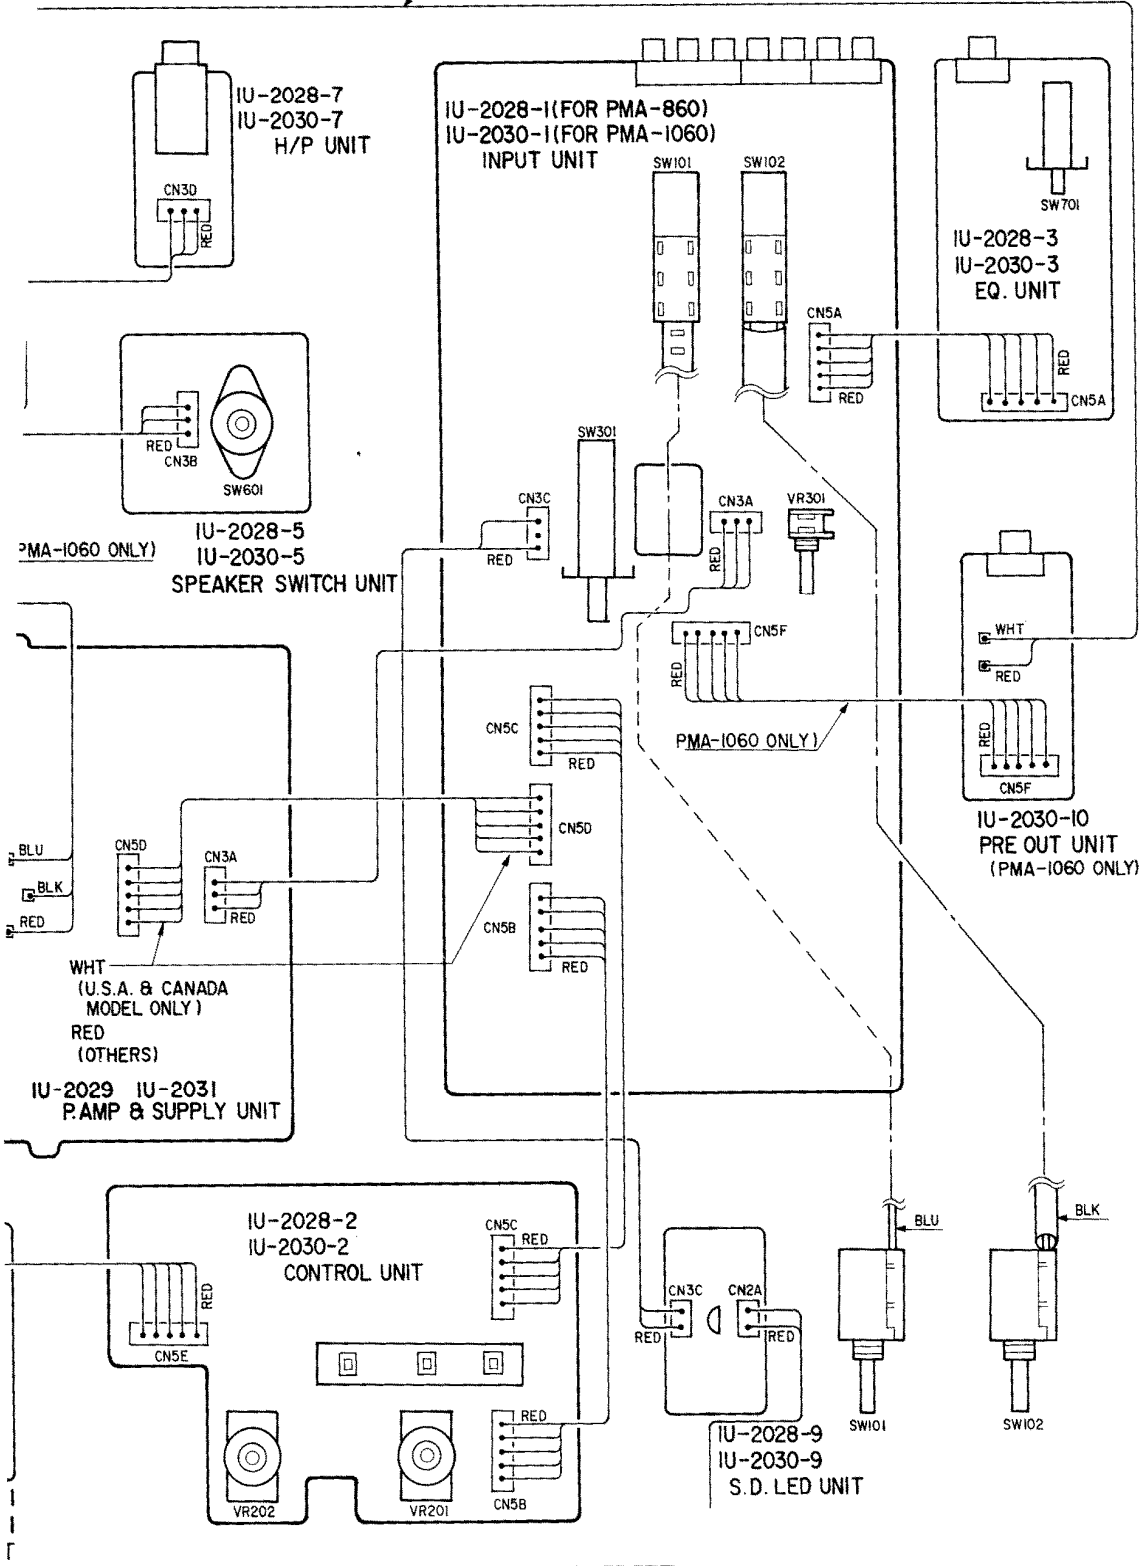 IU-2028-7
IU-2030-7
H/P UNIT
CN3D
RED
IU-2028-1(FOR PMA-860)
IU-2030-1(FOR PMA-1060)
INPUT UNIT
SW101
SW102
SW701
IU-2028-3
IU-2030-3
EQ. UNIT
CN5A
RED
RED
CN5A
RED
CN3B
SW601
IU-2028-5
IU-2030-5
SPEAKER SWITCH UNIT
PMA-1060 ONLY)
SW301
CN3C
RED
CN3A
RED
VR301
CN5F
RED
PMA-1060 ONLY)
WHT
RED
RED
CN5F
IU-2030-10
PRE OUT UNIT
(PMA-1060 ONLY)
CN5C
RED
CN5D
CN5B
RED
BLU
BLK
RED
CN5D
CN3A
RED
WHT
(U.S.A. & CANADA
MODEL ONLY)
RED
(OTHERS)
IU-2029 IU-2031
P.AMP & SUPPLY UNIT
IU-2028-2
IU-2030-2
CONTROL UNIT
CN5C
RED
RED
CN5E
VR202
VR201
RED
CN5B
CN3C
CN2A
RED
RED
IU-2028-9
IU-2030-9
S.D. LED UNIT
BLU
SW101
BLK
SW102